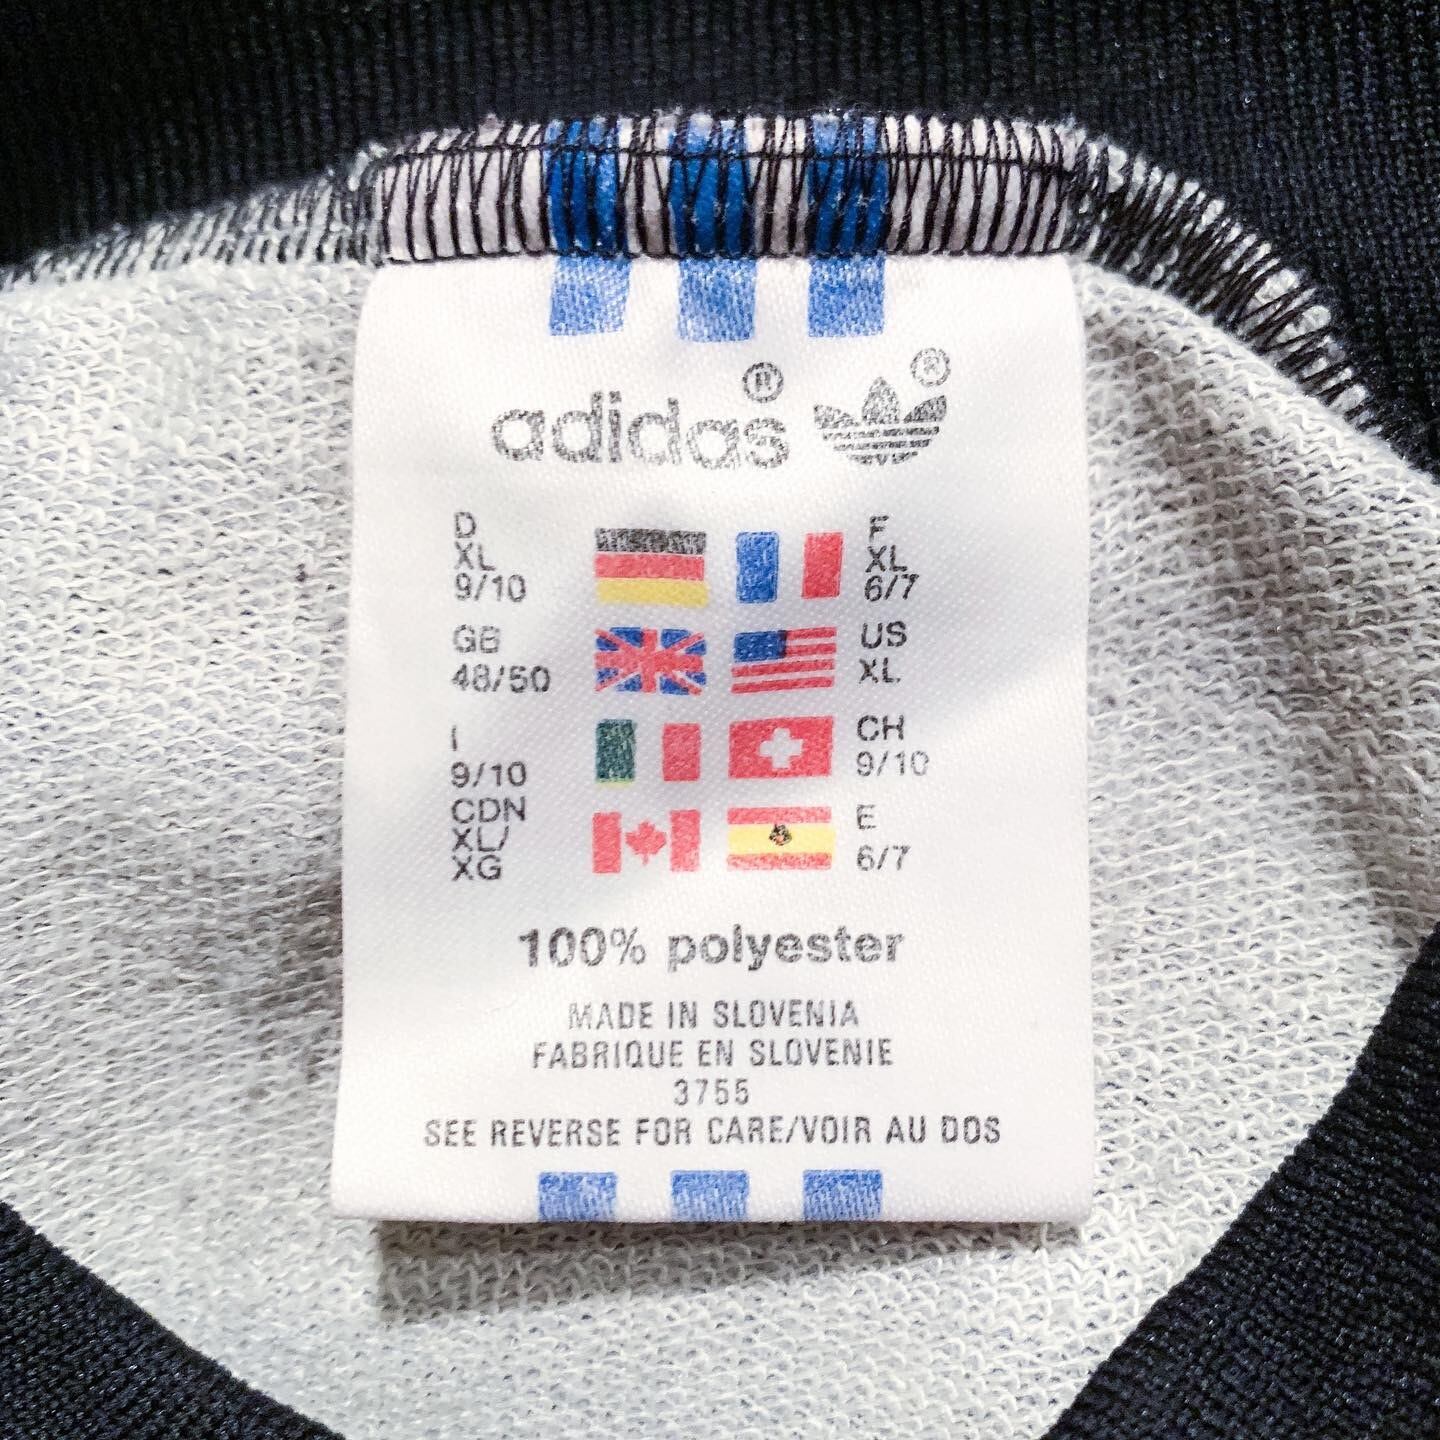 adidas® ®
D
XL
9/10
F
XL
6/7
GB
48/50
US
XL
I
9/10
CH
9/10
CDN
XL/
XG
E
6/7
100% polyester
MADE IN SLOVENIA
FABRIQUE EN SLOVENIE
3755
SEE REVERSE FOR CARE/VOIR AU DOS